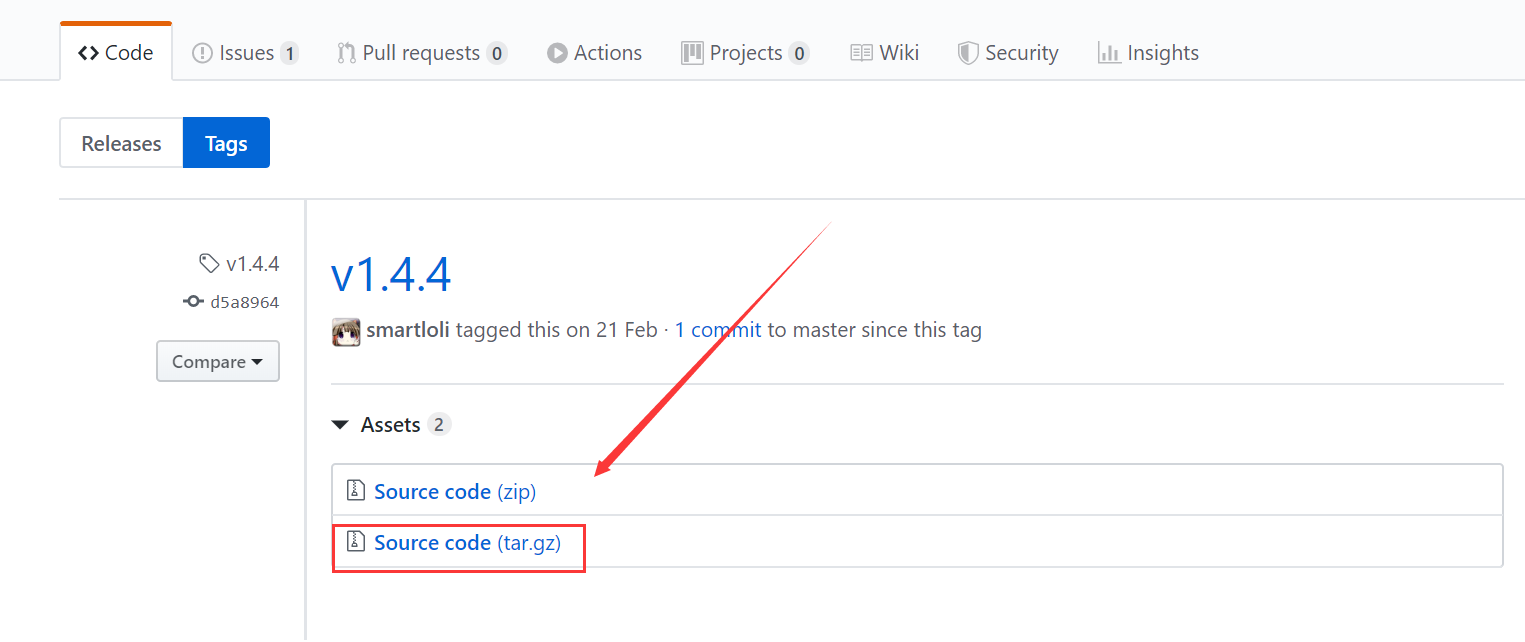 Code Issues 1 Pull requests 0 Actions Projects 0 Wiki Security Insights
Releases Tags
v1.4.4
d5a8964
Compare
v1.4.4
smartloli tagged this on 21 Feb · 1 commit to master since this tag
Assets 2
Source code (zip)
Source code (tar.gz)